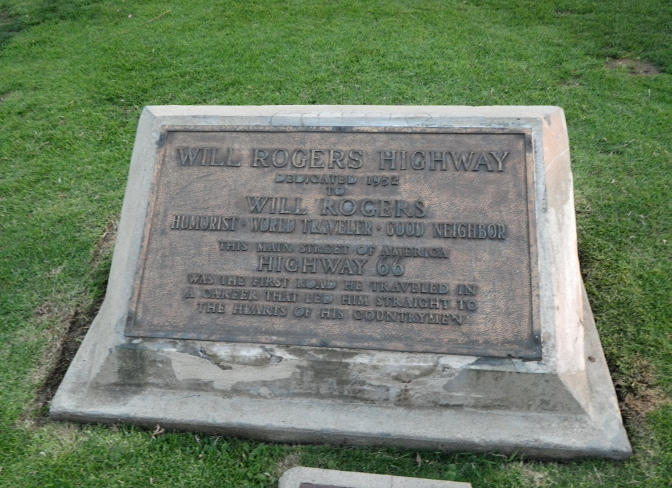 WILL ROGERS HIGHWAY
DEDICATED 1952
TO
WILL ROGERS
HUMORIST · WORLD TRAVELER · GOOD NEIGHBOR
THIS MAIN STREET OF AMERICA
HIGHWAY 66
WAS THE FIRST ROAD HE TRAVELED IN
A CAREER THAT LED HIM STRAIGHT TO
THE HEARTS OF HIS COUNTRYMEN